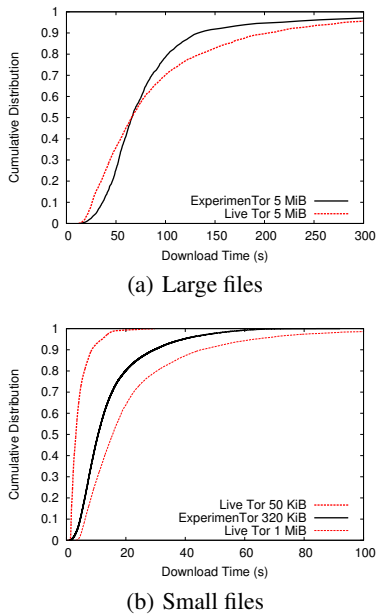 1
0.9
0.8
0.7
0.6
0.5
0.4
0.3
0.2
0.1
0
Cumulative Distribution
ExperimenTor 5 MiB
Live Tor 5 MiB
0 50 100 150 200 250 300
Download Time (s)
(a) Large files
1
0.9
0.8
0.7
0.6
0.5
0.4
0.3
0.2
0.1
0
Cumulative Distribution
Live Tor 50 KiB
ExperimenTor 320 KiB
Live Tor 1 MiB
0 20 40 60 80 100
Download Time (s)
(b) Small files